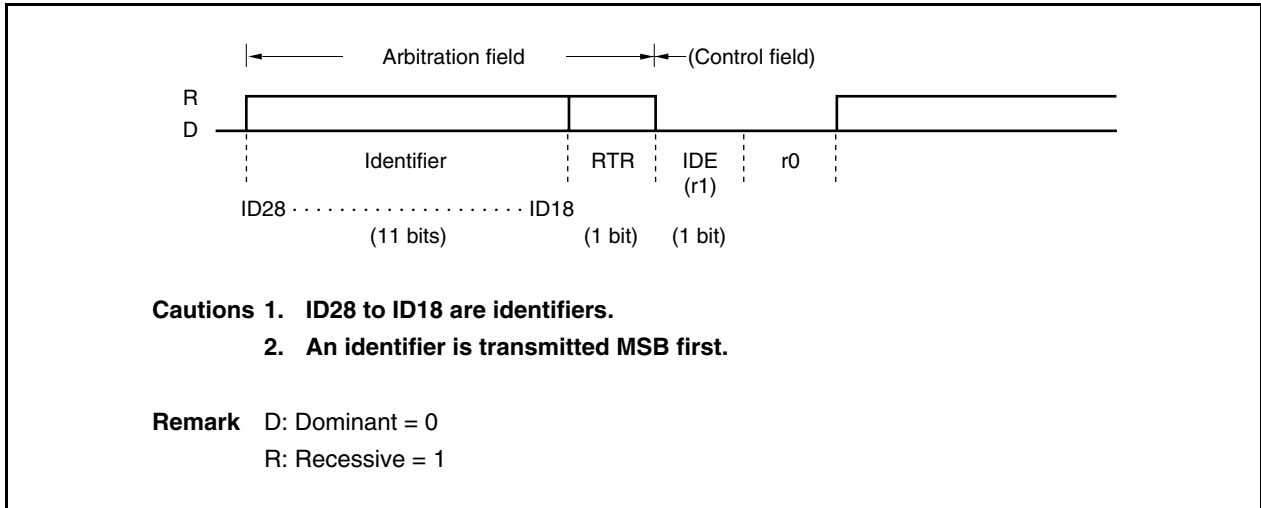 Arbitration field (Control field)
R
D
Identifier RTR IDE r0
(r1)
ID28 · · · · · · · · · · · · · · · · · · · · ID18
(11 bits) (1 bit) (1 bit)
Cautions 1. ID28 to ID18 are identifiers.
2. An identifier is transmitted MSB first.
Remark D: Dominant = 0
R: Recessive = 1